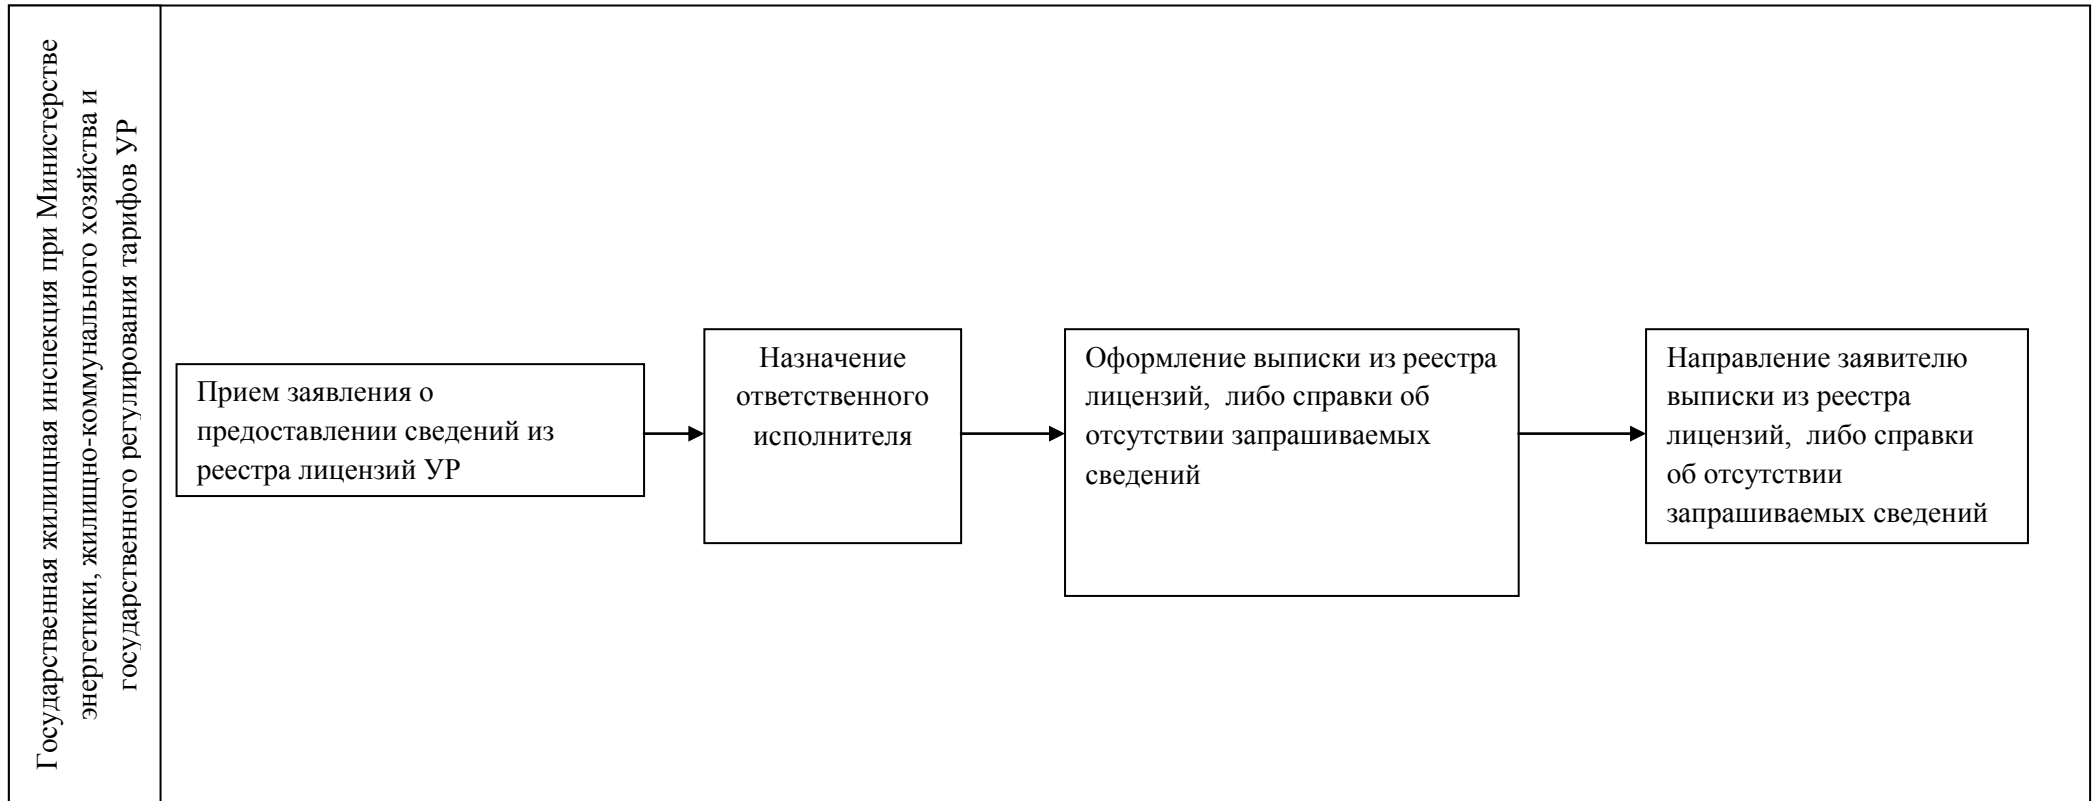 Государственная жилищная инспекция при Министерстве
энергетики, жилищно-коммунального хозяйства и
государственного регулирования тарифов УР
Прием заявления о
предоставлении сведений из
реестра лицензий УР
Назначение
ответственного
исполнителя
Оформление выписки из реестра
лицензий, либо справки об
отсутствии запрашиваемых
сведений
Направление заявителю
выписки из реестра
лицензий, либо справки
об отсутствии
запрашиваемых сведений